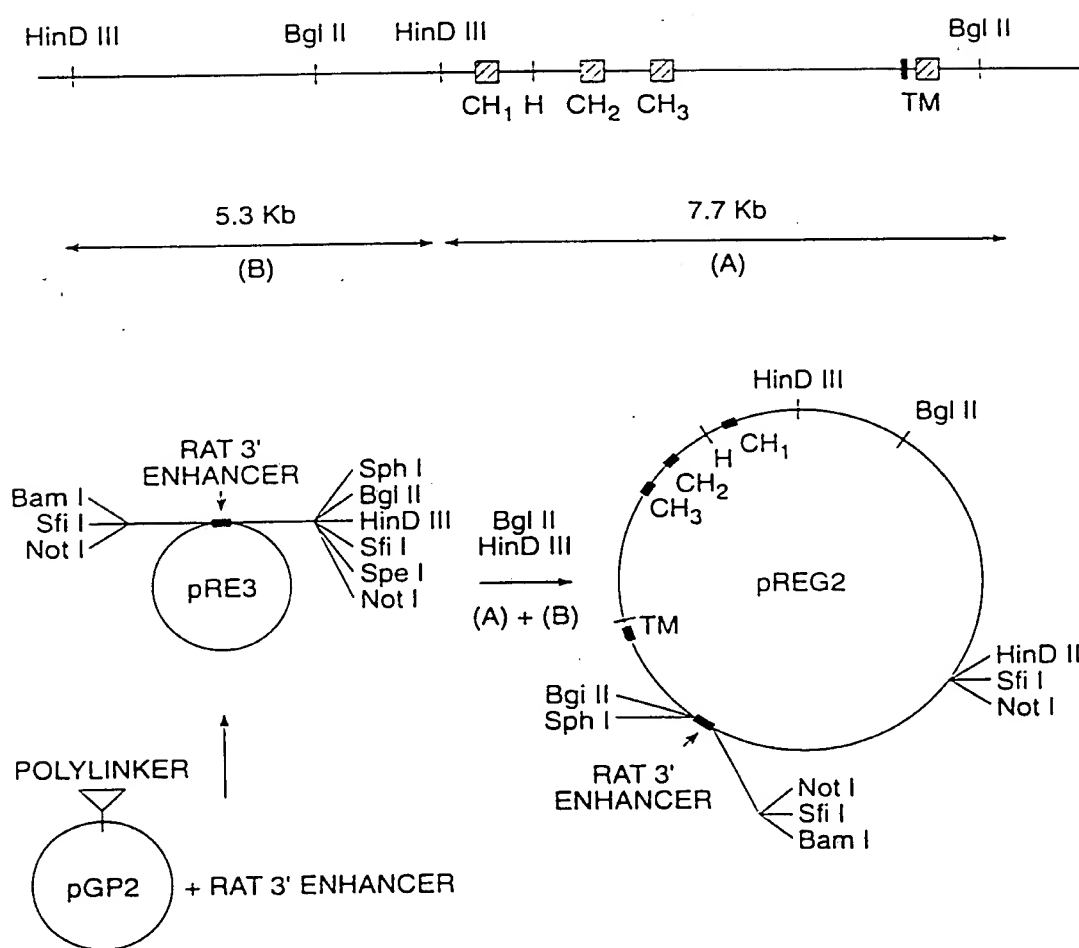 HinD III
Bgl II
HinD III
Bgl II
CH1
H
CH2
CH3
TM
5.3 Kb
(B)
7.7 Kb
(A)
RAT 3'
ENHANCER
Bam I
Sfi I
Not I
Sph I
Bgl II
HinD III
Sfi I
Spe I
Not I
pRE3
Bgl II
HinD III
(A) + (B)
HinD III
Bgl II
CH1
H
CH2
CH3
pREG2
TM
HinD II
Sfi I
Not I
Bgi II
Sph I
RAT 3'
ENHANCER
Not I
Sfi I
Bam I
POLYLINKER
pGP2
+ RAT 3' ENHANCER